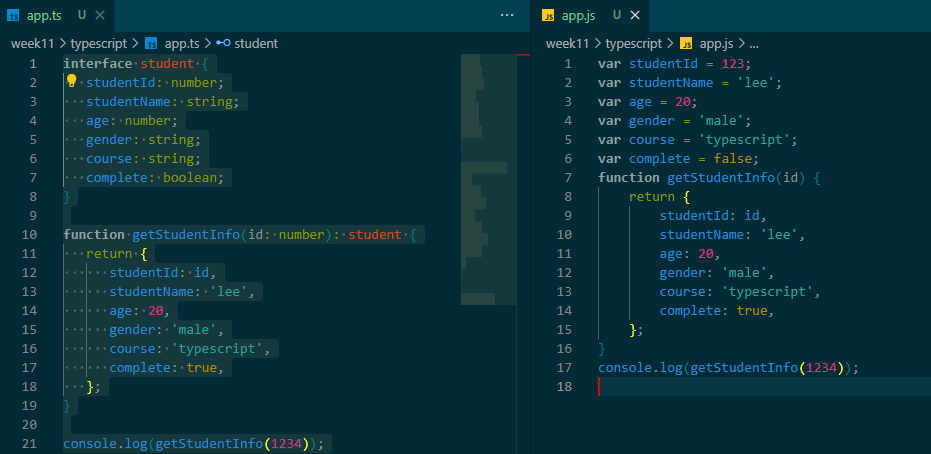 app.ts U ×
week11 > typescript > TS app.ts > student
1 interface student {
2 studentId: number;
3 studentName: string;
4 age: number;
5 gender: string;
6 course: string;
7 complete: boolean;
8 }
9
10 function getStudentInfo(id: number): student {
11 return {
12 studentId: id,
13 studentName: 'lee',
14 age: 20,
15 gender: 'male',
16 course: 'typescript',
17 complete: true,
18 };
19 }
20
21 console.log(getStudentInfo(1234));
JS app.js U ×
week11 > typescript > JS app.js > ...
1 var studentId = 123;
2 var studentName = 'lee';
3 var age = 20;
4 var gender = 'male';
5 var course = 'typescript';
6 var complete = false;
7 function getStudentInfo(id) {
8 return {
9 studentId: id,
10 studentName: 'lee',
11 age: 20,
12 gender: 'male',
13 course: 'typescript',
14 complete: true,
15 };
16 }
17 console.log(getStudentInfo(1234));
18